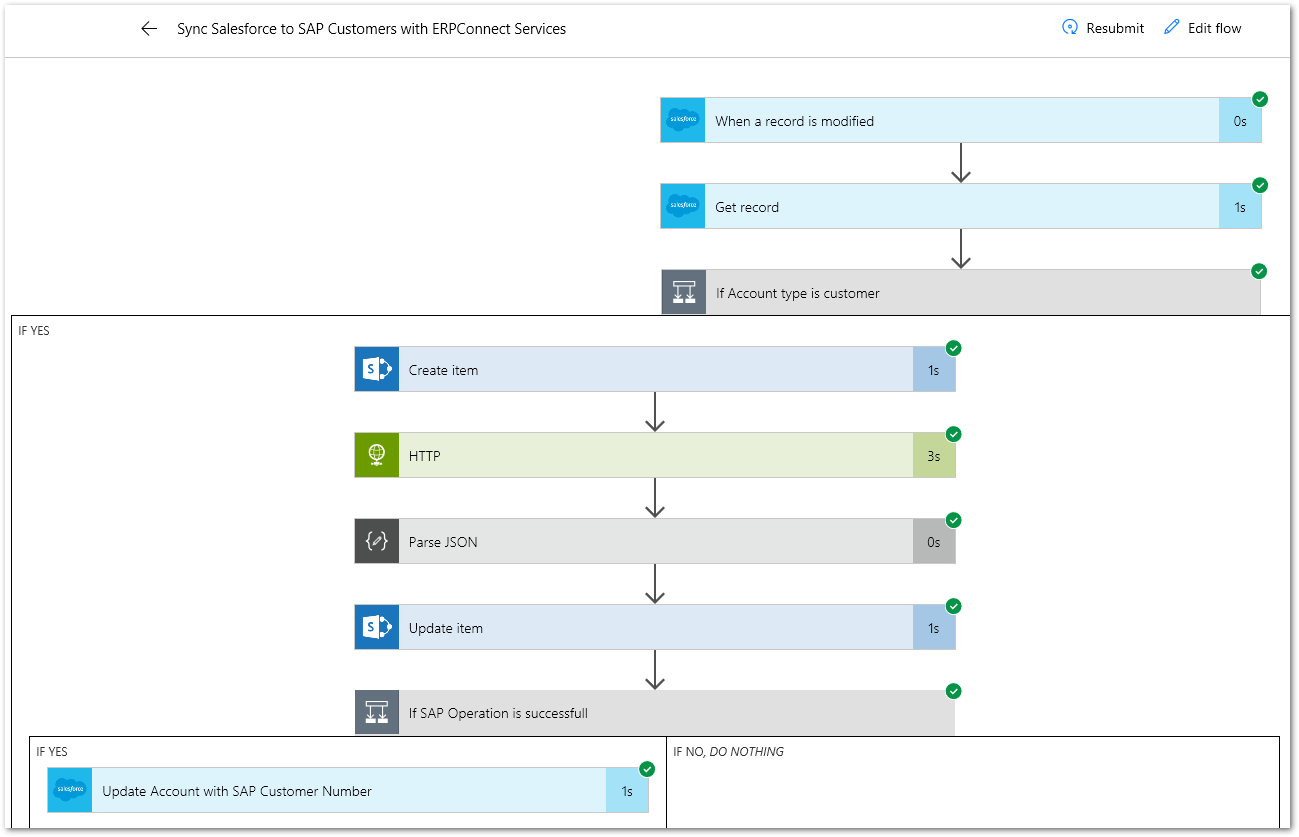 Sync Salesforce to SAP Customers with ERPConnect Services
Resubmit
Edit flow
salesforce
When a record is modified
0s
salesforce
Get record
1s
If Account type is customer
IF YES
S
Create item
1s
HTTP
3s
Parse JSON
0s
S
Update item
1s
If SAP Operation is successfull
IF YES
IF NO, DO NOTHING
salesforce
Update Account with SAP Customer Number
1s